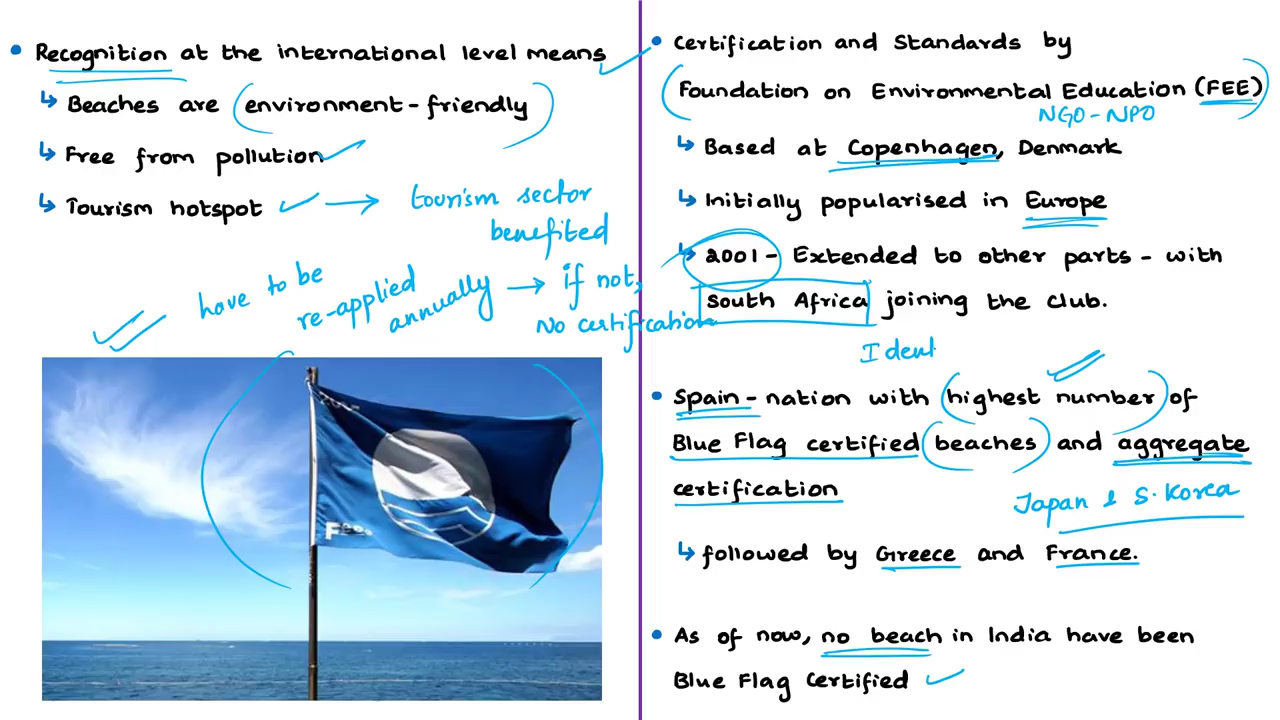 • Recognition at the international level means
↳ Beaches are (environment-friendly)
↳ Free from pollution
↳ Tourism hotspot → tourism sector
benefited
have to be
re-applied
annually → if not,
No certification
Fee
• Certification and Standards by
(Foundation on Environmental Education (FEE))
NGO - NPO
↳ Based at Copenhagen, Denmark
↳ Initially popularised in Europe
↳ 2001 - Extended to other parts - with
South Africa joining the club.
I dent
• Spain - nation with (highest number) of
Blue Flag certified (beaches) and aggregate
certification
Japan & S. Korea
↳ followed by Greece and France.
• As of now, no beach in India have been
Blue Flag Certified